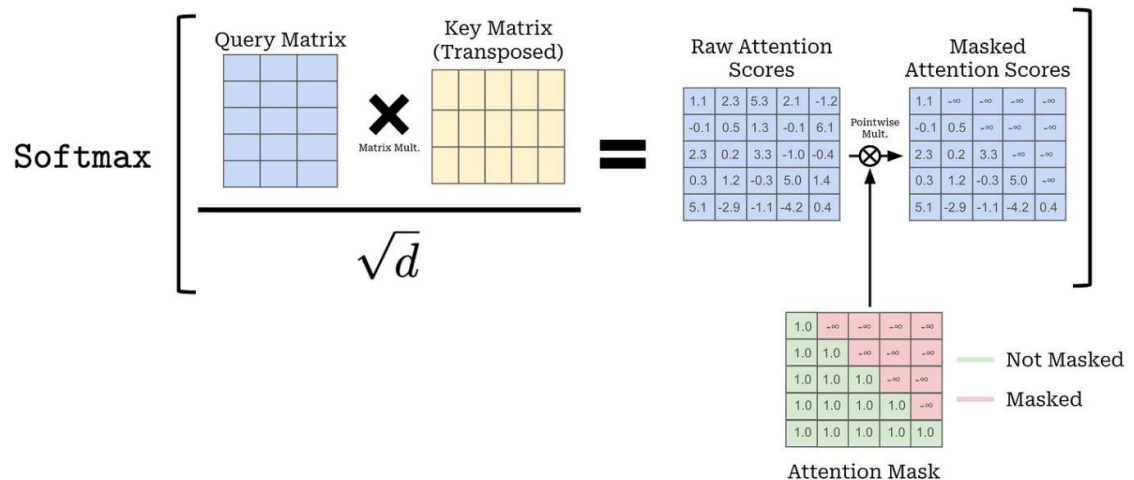 Softmax
Query Matrix
Matrix Mult.
Key Matrix
(Transposed)
√d
=
Raw Attention
Scores
1.1 2.3 5.3 2.1 -1.2
-0.1 0.5 1.3 -0.1 6.1
2.3 0.2 3.3 -1.0 -0.4
0.3 1.2 -0.3 5.0 1.4
5.1 -2.9 -1.1 -4.2 0.4
Pointwise
Mult.
Masked
Attention Scores
1.1 -∞ -∞ -∞ -∞
-0.1 0.5 -∞ -∞ -∞
2.3 0.2 3.3 -∞ -∞
0.3 1.2 -0.3 5.0 -∞
5.1 -2.9 -1.1 -4.2 0.4
1.0 -∞ -∞ -∞ -∞
1.0 1.0 -∞ -∞ -∞
1.0 1.0 1.0 -∞ -∞
1.0 1.0 1.0 1.0 -∞
1.0 1.0 1.0 1.0 1.0
Attention Mask
Not Masked
Masked